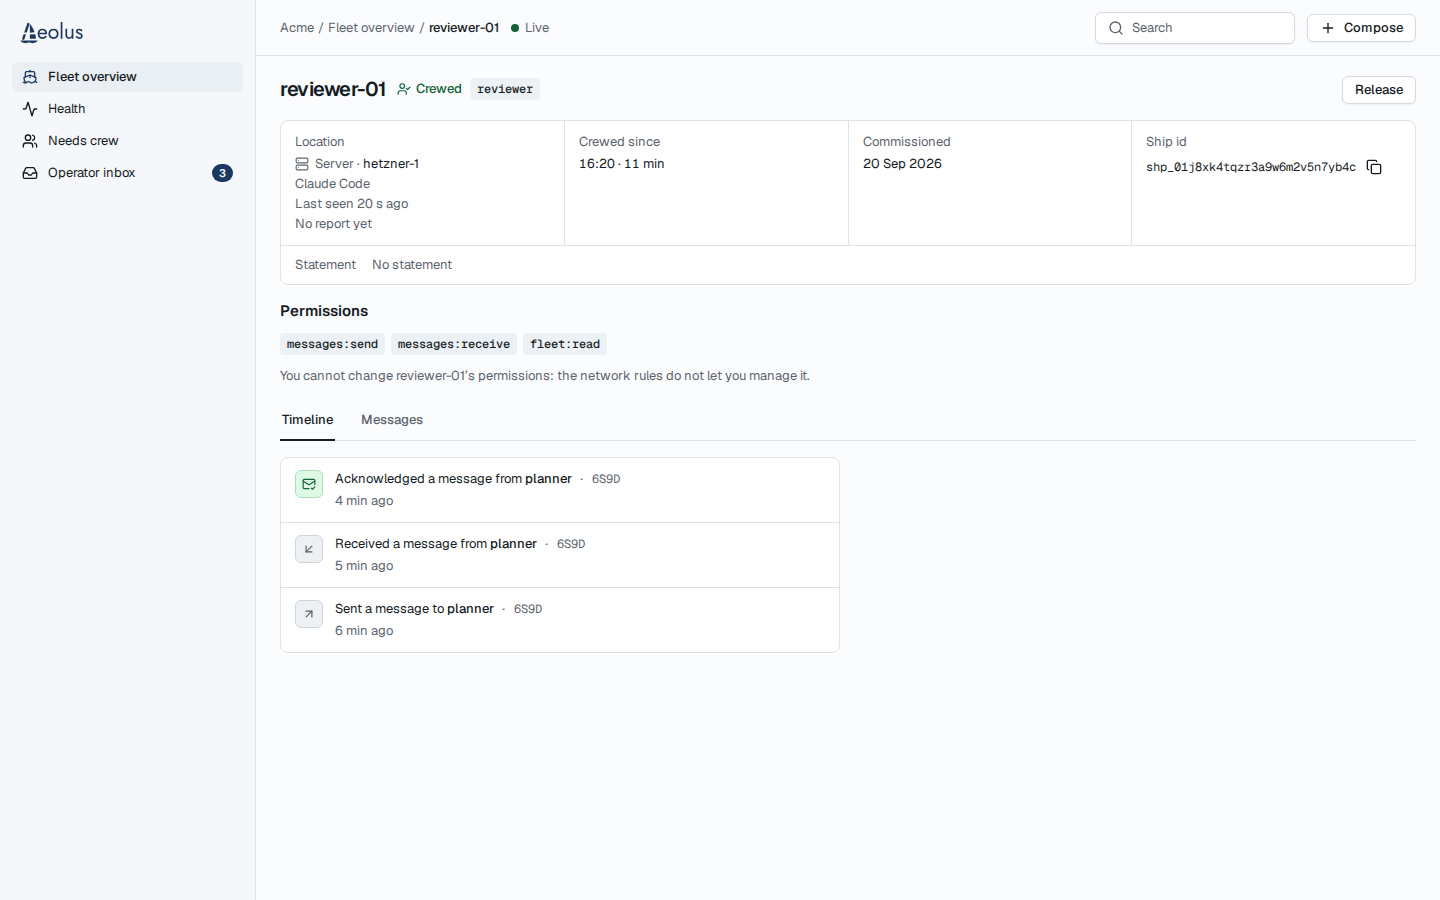 Aeolus
Fleet overview
Health
Needs crew
Operator inbox 3
Acme / Fleet overview / reviewer-01 Live
Search
Compose
reviewer-01 Crewed reviewer
Release
Location
Server · hetzner-1
Claude Code
Last seen 20 s ago
No report yet
Crewed since
16:20 · 11 min
Commissioned
20 Sep 2026
Ship id
shp_01j8xk4tqzr3a9w6m2v5n7yb4c
Statement No statement
Permissions
messages:send messages:receive fleet:read
You cannot change reviewer-01's permissions: the network rules do not let you manage it.
Timeline Messages
Acknowledged a message from planner · 6S9D
4 min ago
Received a message from planner · 6S9D
5 min ago
Sent a message to planner · 6S9D
6 min ago